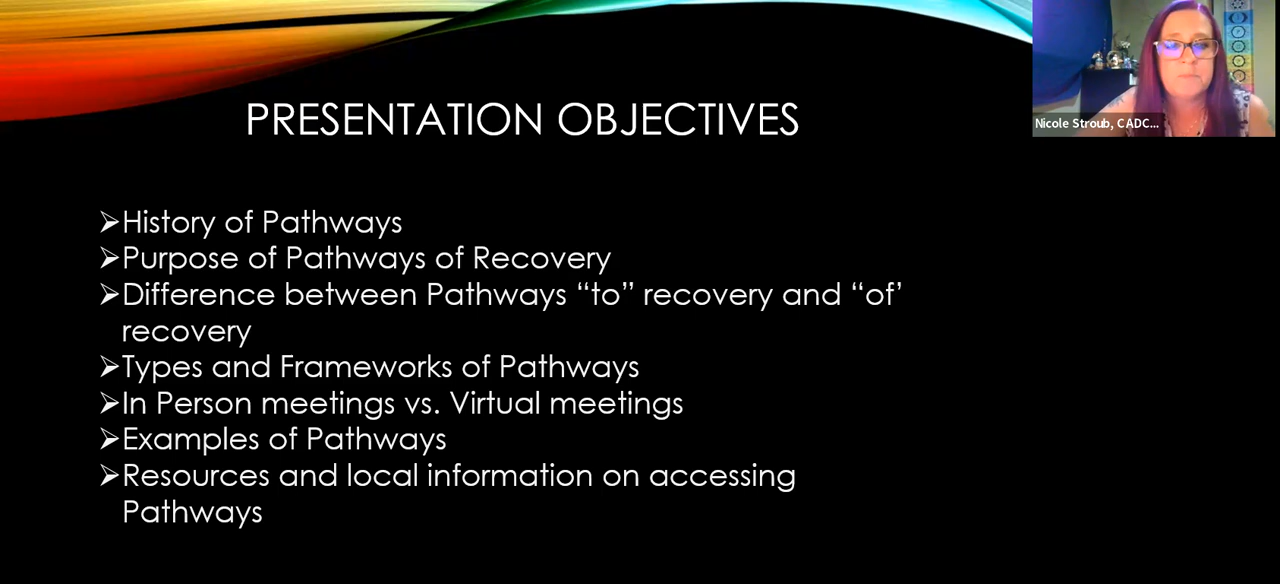 PRESENTATION OBJECTIVES
➢History of Pathways
➢Purpose of Pathways of Recovery
➢Difference between Pathways “to” recovery and “of’
recovery
➢Types and Frameworks of Pathways
➢In Person meetings vs. Virtual meetings
➢Examples of Pathways
➢Resources and local information on accessing
Pathways
Nicole Stroub, CADC...